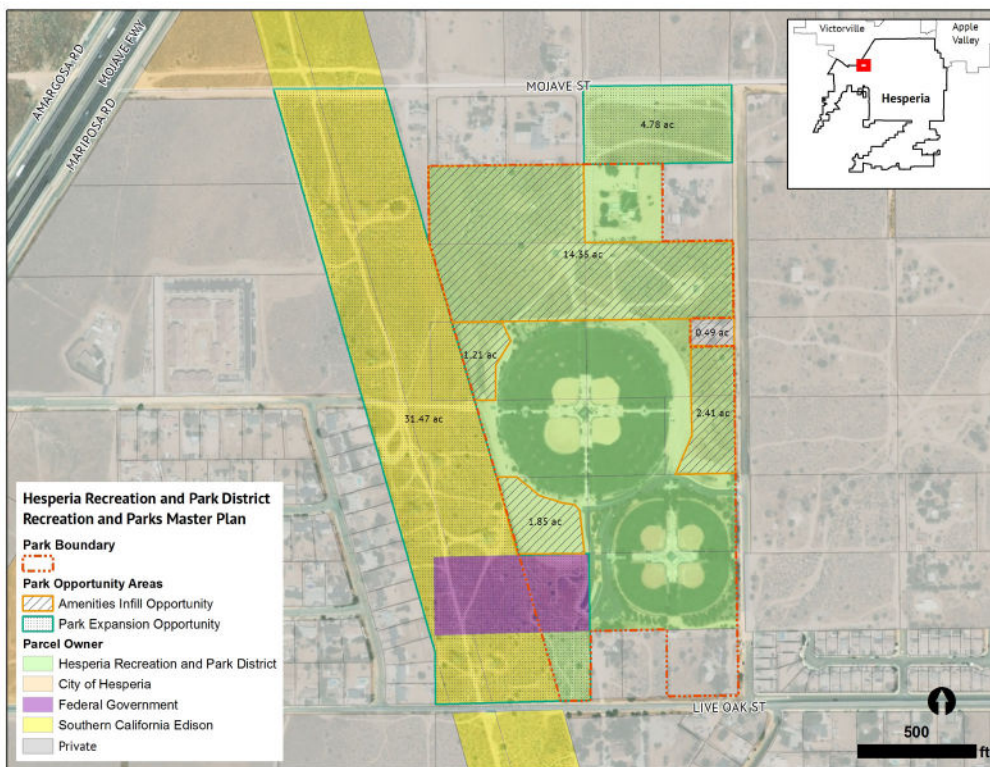 AMARGOSA RD
MOJAVE FWY
MARIPOSA RD
MOJAVE ST
Victorville
Apple
Valley
Hesperia
4.78 ac
14.35 ac
0.49 ac
1.21 ac
2.41 ac
31.47 ac
1.85 ac
Hesperia Recreation and Park District
Recreation and Parks Master Plan
Park Boundary
Park Opportunity Areas
Amenities Infill Opportunity
Park Expansion Opportunity
Parcel Owner
Hesperia Recreation and Park District
City of Hesperia
Federal Government
Southern California Edison
Private
LIVE OAK ST
500
ft